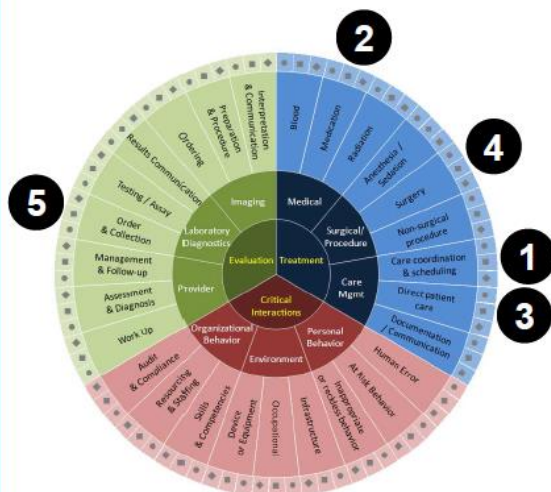 2
4
1
3
5
Evaluation
Treatment
Critical
Interactions
Imaging
Laboratory
Diagnostics
Provider
Medical
Surgical/
Procedure
Care
Mgmt
Personal
Behavior
Environment
Organizational
Behavior
Blood
Medication
Radiation
Anesthesia /
Sedation
Surgery
Non-surgical
procedure
Care coordination
& scheduling
Direct patient
care
Documentation
/ Communication
Human Error
At Risk Behavior
Inappropriate
or reckless behavior
Infrastructure
Occupational
Device
or Equipment
Skills
& Competencies
Resourcing
& Staffing
Audit
& Compliance
Work Up
Assessment
& Diagnosis
Management
& Follow-up
Order
& Collection
Testing / Assay
Results Communication
Ordering
Preparation
& Procedure
Interpretation
& Communication